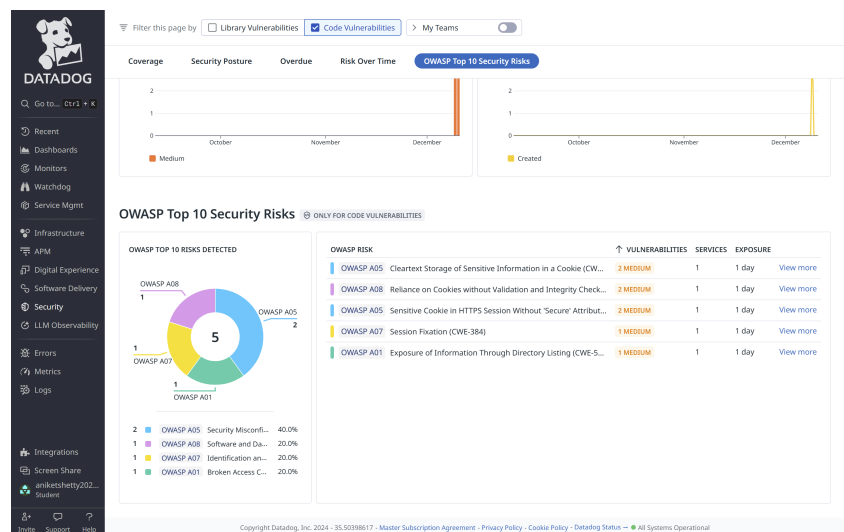 Filter this page by Library Vulnerabilities Code Vulnerabilities My Teams
DATADOG
Coverage Security Posture Overdue Risk Over Time OWASP Top 10 Security Risks
Go to... Ctrl + K
Recent
Dashboards
Monitors
Watchdog
Service Mgmt
Infrastructure
APM
Digital Experience
Software Delivery
Security
LLM Observability
Errors
Metrics
Logs
Integrations
Screen Share
aniketshetty202...
Student
Invite Support Help
2
1
0
October November December
Medium
2
1
0
October November December
Created
OWASP Top 10 Security Risks ONLY FOR CODE VULNERABILITIES
OWASP TOP 10 RISKS DETECTED
OWASP A08
1
OWASP A05
2
5
1
OWASP A07
1
OWASP A01
2 OWASP A05 Security Misconfi... 40.0%
1 OWASP A08 Software and Da... 20.0%
1 OWASP A07 Identification an... 20.0%
1 OWASP A01 Broken Access C... 20.0%
OWASP RISK ↑ VULNERABILITIES SERVICES EXPOSURE
OWASP A05 Cleartext Storage of Sensitive Information in a Cookie (CW... 2 MEDIUM 1 1 day View more
OWASP A08 Reliance on Cookies without Validation and Integrity Check... 2 MEDIUM 1 1 day View more
OWASP A05 Sensitive Cookie in HTTPS Session Without 'Secure' Attribut... 2 MEDIUM 1 1 day View more
OWASP A07 Session Fixation (CWE-384) 1 MEDIUM 1 1 day View more
OWASP A01 Exposure of Information Through Directory Listing (CWE-5... 1 MEDIUM 1 1 day View more
Copyright Datadog, Inc. 2024 - 35.50398617 - Master Subscription Agreement - Privacy Policy - Cookie Policy - Datadog Status → All Systems Operational